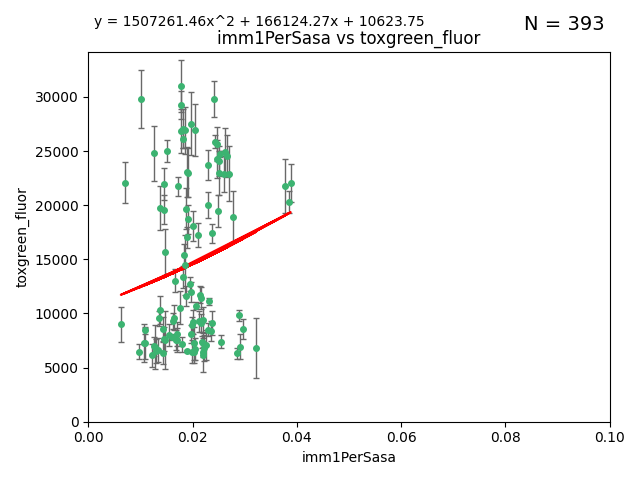 y = 1507261.46x^2 + 166124.27x + 10623.75
N = 393
imm1PerSasa vs toxgreen_fluor
30000
25000
20000
15000
10000
5000
0
toxgreen_fluor
0.00 0.02 0.04 0.06 0.08 0.10
imm1PerSasa